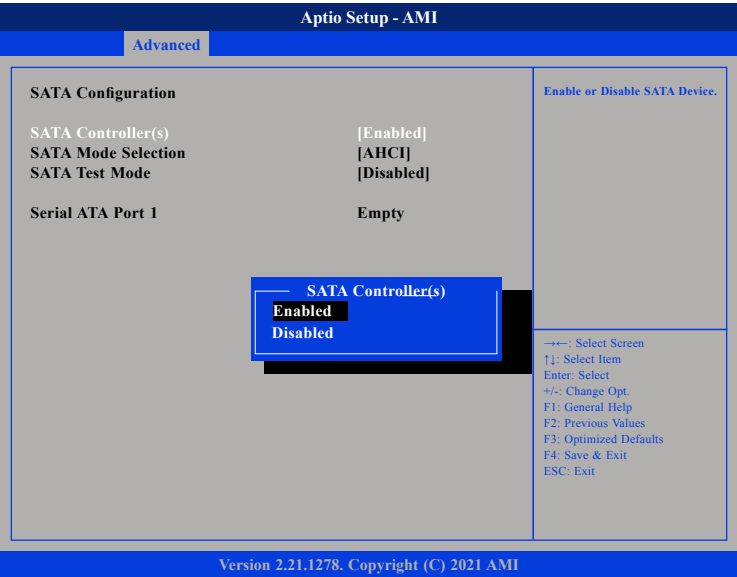 Aptio Setup - AMI
Advanced
SATA Configuration
SATA Controller(s) [Enabled]
SATA Mode Selection [AHCI]
SATA Test Mode [Disabled]
Serial ATA Port 1 Empty
SATA Controller(s)
Enabled
Disabled
Enable or Disable SATA Device.
→←: Select Screen
↑↓: Select Item
Enter: Select
+/-: Change Opt.
F1: General Help
F2: Previous Values
F3: Optimized Defaults
F4: Save & Exit
ESC: Exit
Version 2.21.1278. Copyright (C) 2021 AMI